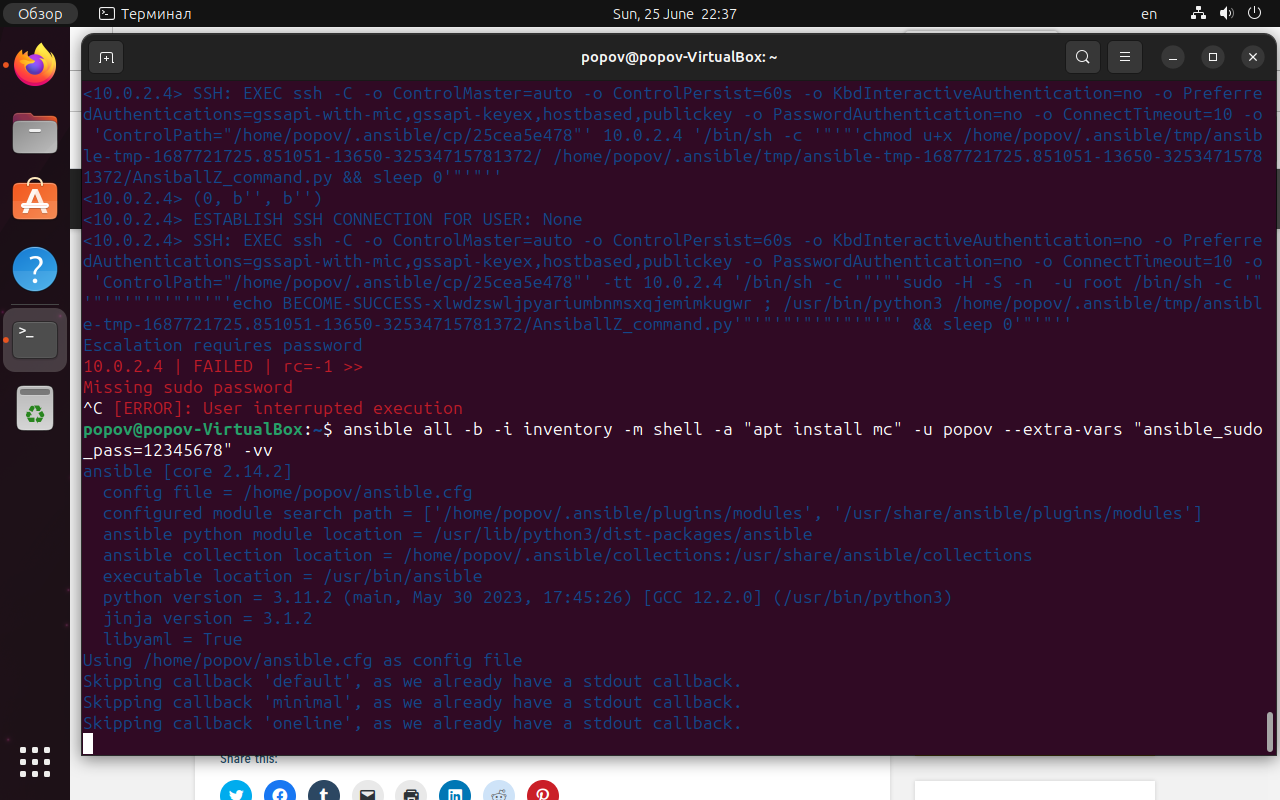 Обзор
Терминал
Sun, 25 June 22:37
en
popov@popov-VirtualBox: ~
<10.0.2.4> SSH: EXEC ssh -C -o ControlMaster=auto -o ControlPersist=60s -o KbdInteractiveAuthentication=no -o Preferre
dAuthentications=gssapi-with-mic,gssapi-keyex,hostbased,publickey -o PasswordAuthentication=no -o ConnectTimeout=10 -o
 'ControlPath="/home/popov/.ansible/cp/25cea5e478"' 10.0.2.4 '/bin/sh -c '"'"'chmod u+x /home/popov/.ansible/tmp/ansib
le-tmp-1687721725.851051-13650-32534715781372/ /home/popov/.ansible/tmp/ansible-tmp-1687721725.851051-13650-3253471578
1372/AnsiballZ_command.py && sleep 0'"'"''
<10.0.2.4> (0, b'', b'')
<10.0.2.4> ESTABLISH SSH CONNECTION FOR USER: None
<10.0.2.4> SSH: EXEC ssh -C -o ControlMaster=auto -o ControlPersist=60s -o KbdInteractiveAuthentication=no -o Preferre
dAuthentications=gssapi-with-mic,gssapi-keyex,hostbased,publickey -o PasswordAuthentication=no -o ConnectTimeout=10 -o
 'ControlPath="/home/popov/.ansible/cp/25cea5e478"' -tt 10.0.2.4  /bin/sh -c '"'"'sudo -H -S -n  -u root /bin/sh -c '"
'"'"'"'"'"'"'"'echo BECOME-SUCCESS-xlwdzswljpyariumbnmsxqjemimkugwr ; /usr/bin/python3 /home/popov/.ansible/tmp/ansibl
e-tmp-1687721725.851051-13650-32534715781372/AnsiballZ_command.py'"'"'"'"'"'"'"'"' && sleep 0'"'"''
Escalation requires password
10.0.2.4 | FAILED | rc=-1 >>
Missing sudo password
^C [ERROR]: User interrupted execution
popov@popov-VirtualBox:~$ ansible all -b -i inventory -m shell -a "apt install mc" -u popov --extra-vars "ansible_sudo
_pass=12345678" -vv
ansible [core 2.14.2]
  config file = /home/popov/ansible.cfg
  configured module search path = ['/home/popov/.ansible/plugins/modules', '/usr/share/ansible/plugins/modules']
  ansible python module location = /usr/lib/python3/dist-packages/ansible
  ansible collection location = /home/popov/.ansible/collections:/usr/share/ansible/collections
  executable location = /usr/bin/ansible
  python version = 3.11.2 (main, May 30 2023, 17:45:26) [GCC 12.2.0] (/usr/bin/python3)
  jinja version = 3.1.2
  libyaml = True
Using /home/popov/ansible.cfg as config file
Skipping callback 'default', as we already have a stdout callback.
Skipping callback 'minimal', as we already have a stdout callback.
Skipping callback 'oneline', as we already have a stdout callback.
Share this: